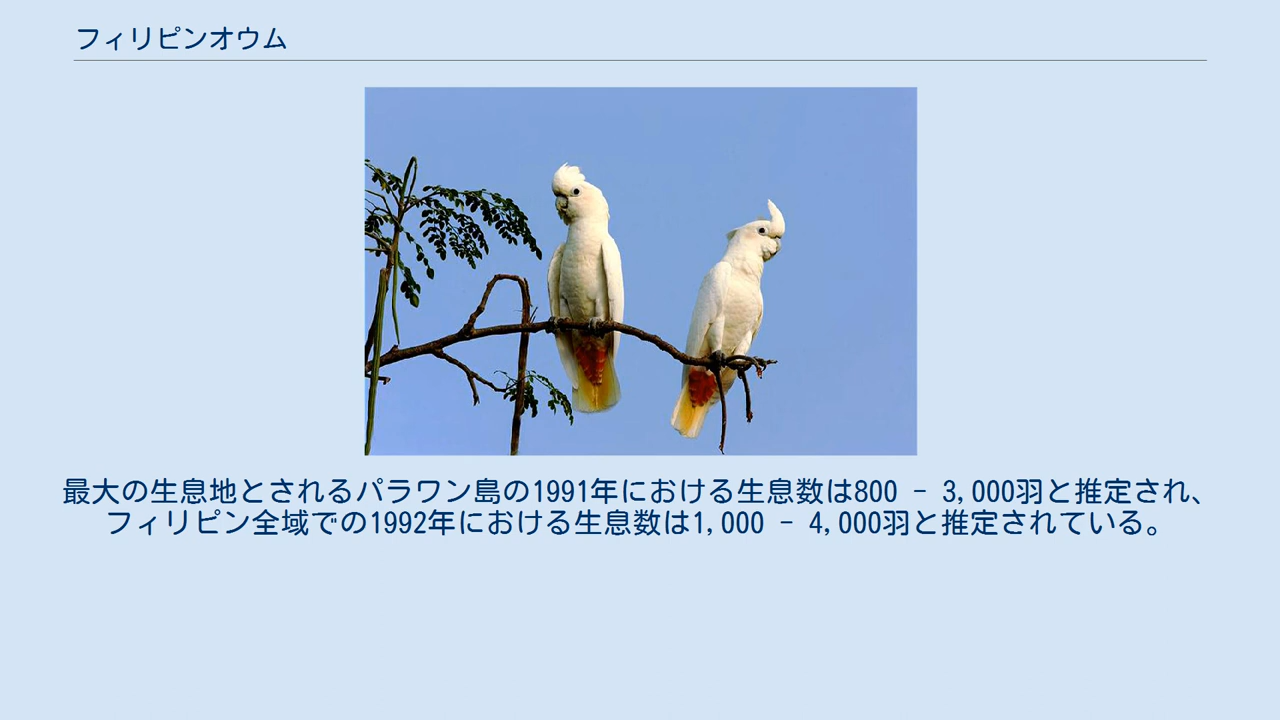 フィリピンオウム
最大の生息地とされるパラワン島の1991年における生息数は800 - 3,000羽と推定され、
フィリピン全域での1992年における生息数は1,000 - 4,000羽と推定されている。